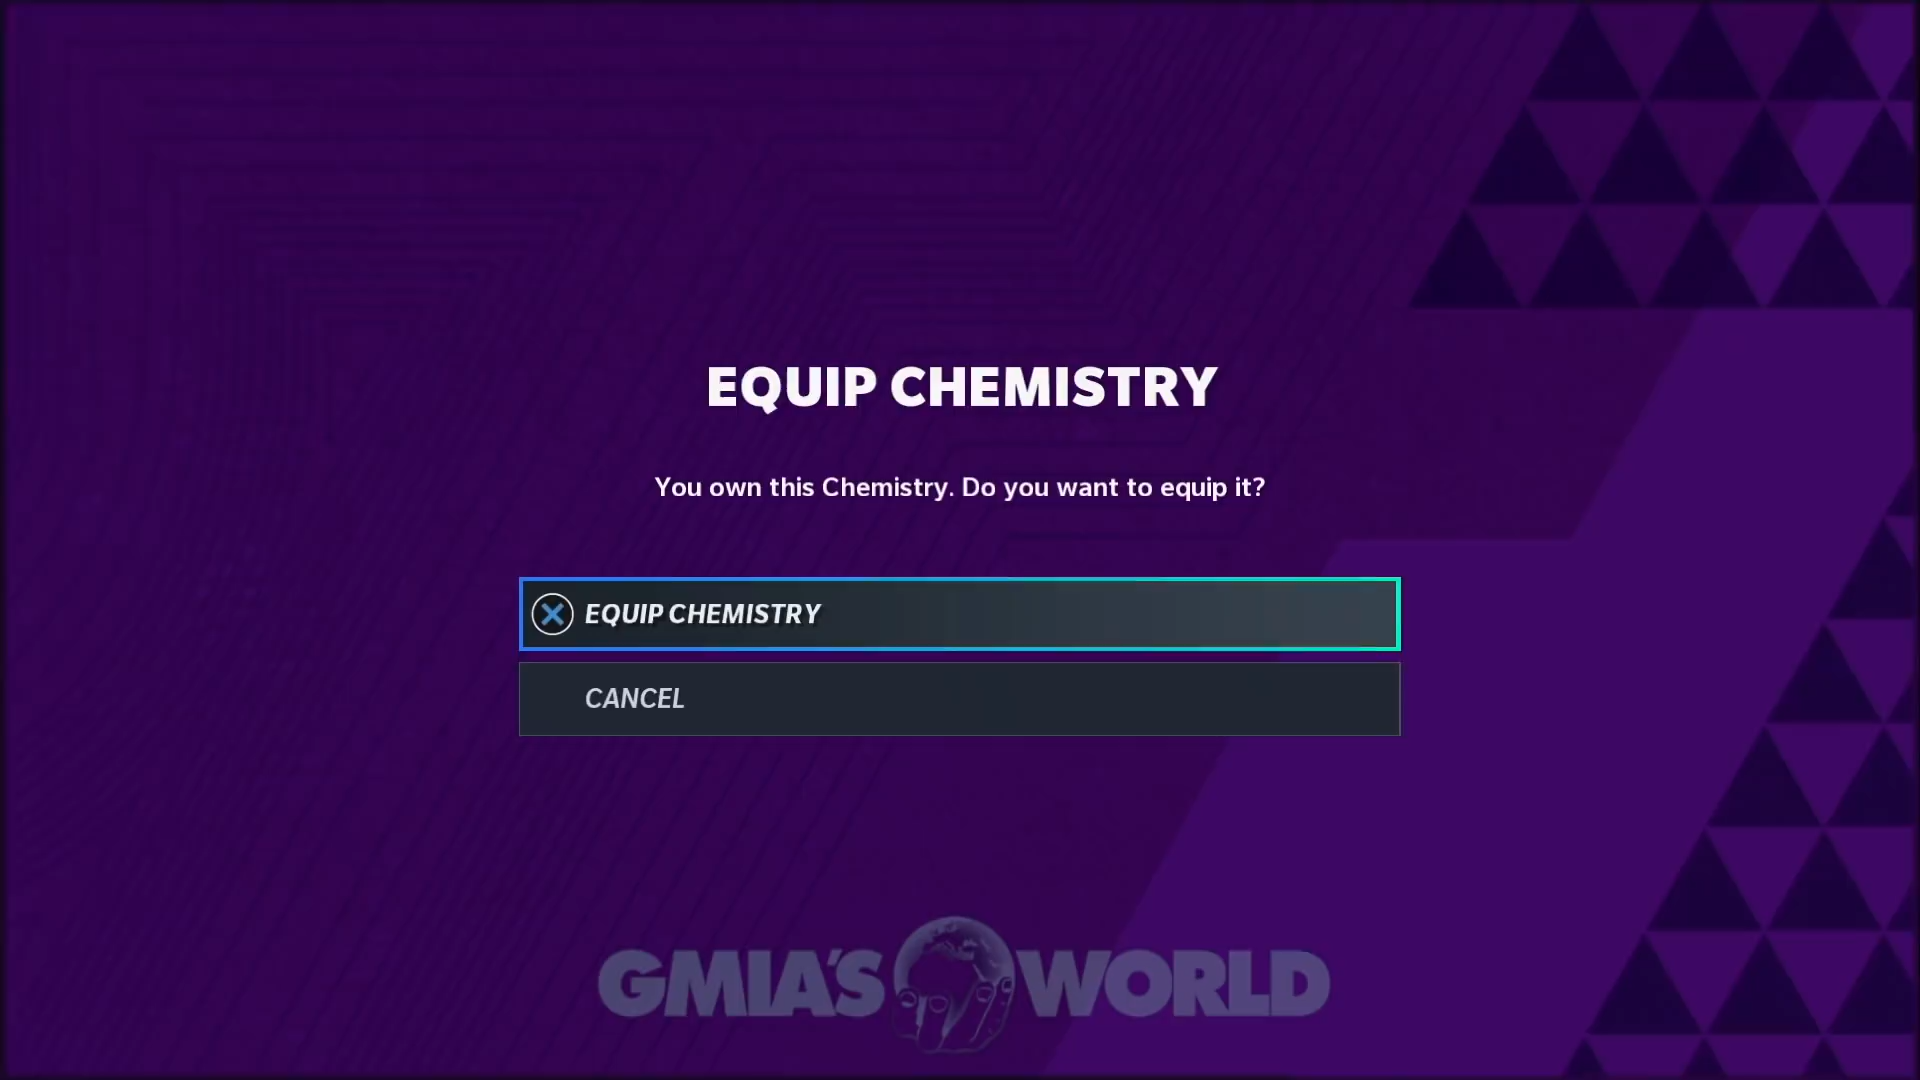 EQUIP CHEMISTRY
You own this Chemistry. Do you want to equip it?
EQUIP CHEMISTRY
CANCEL
GMIA'S WORLD